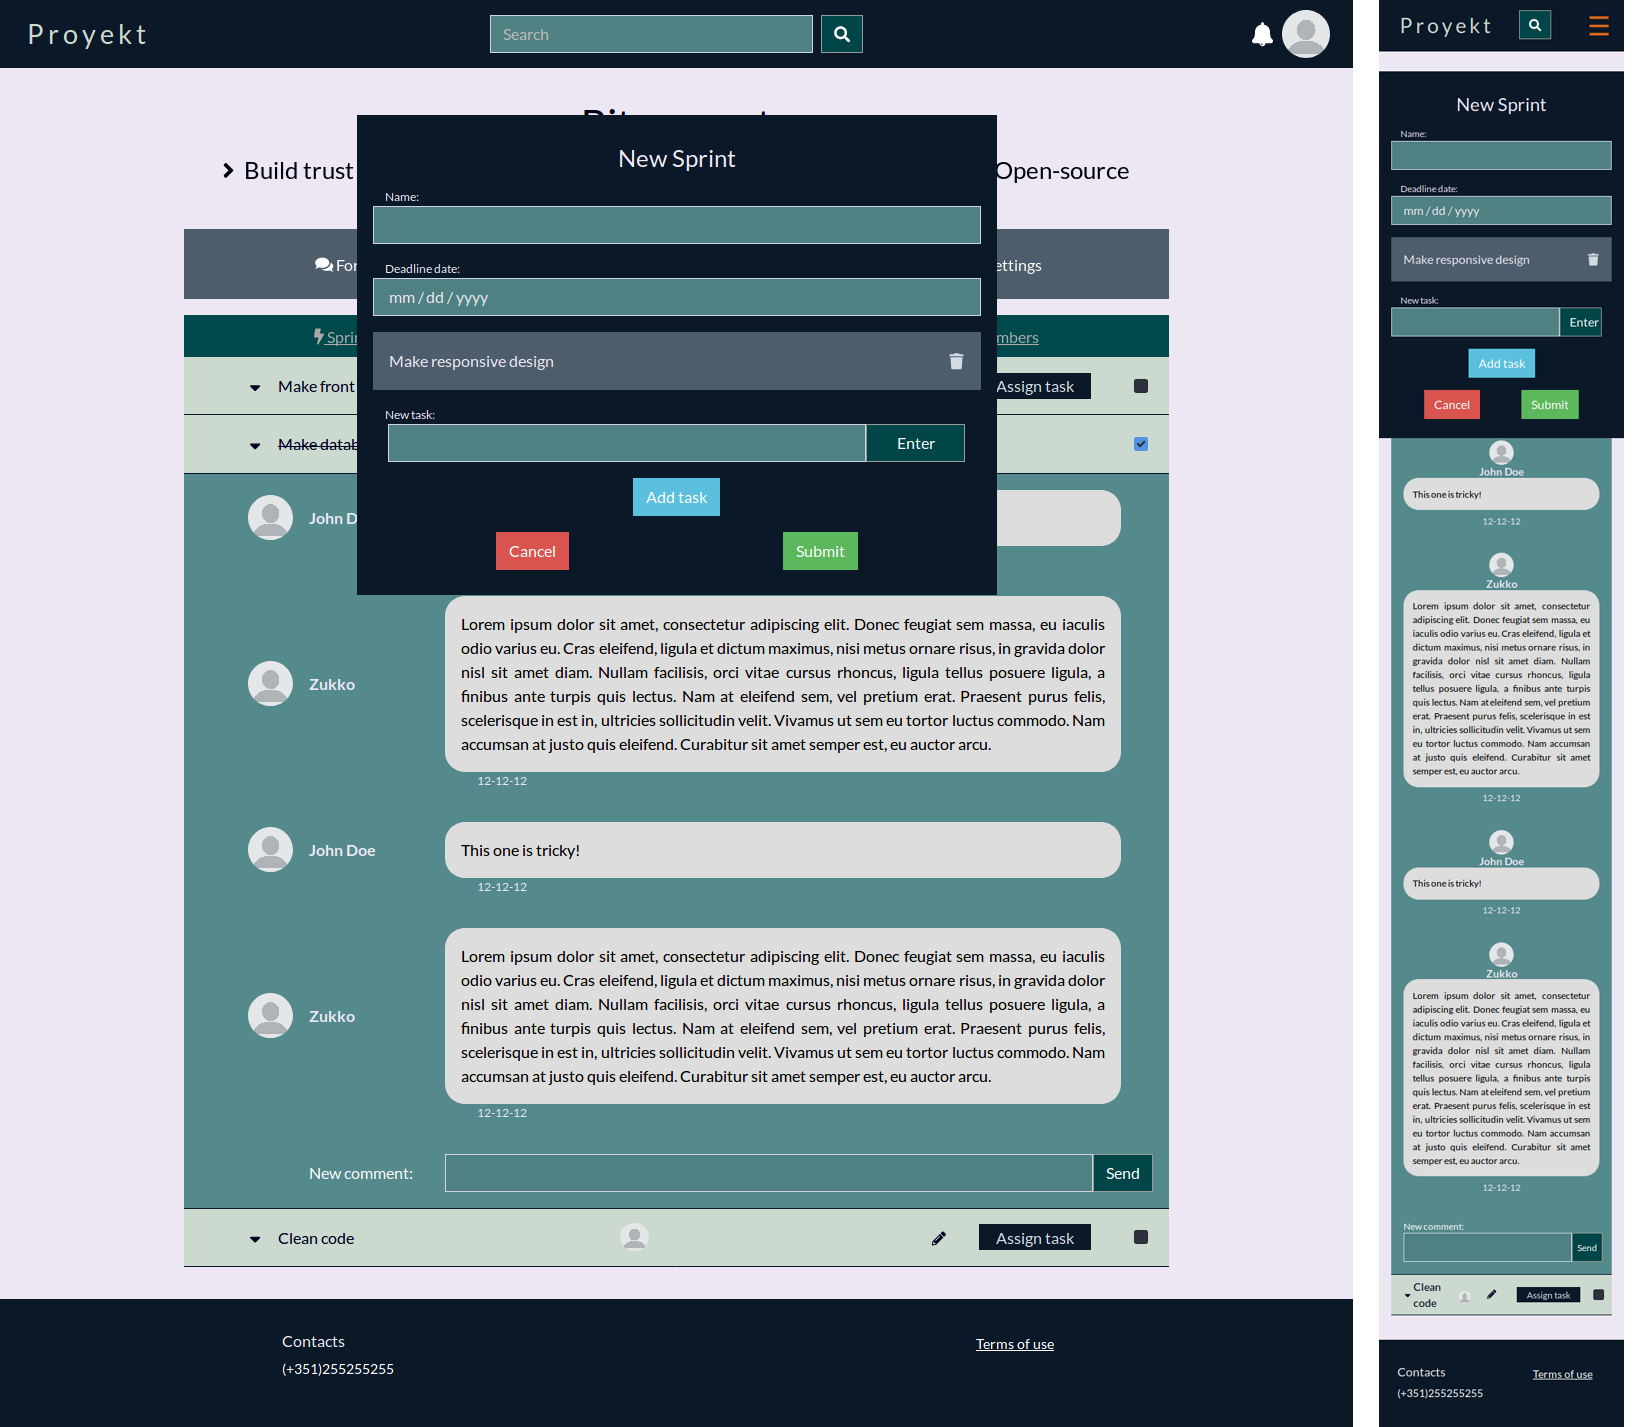 Proyekt
Search
New Sprint
Build trust
Open-source
Name:
Deadline date:
mm / dd / yyyy
Make responsive design
New task:
Enter
Add task
Cancel
Submit
Make front
Assign task
John D
Lorem ipsum dolor sit amet, consectetur adipiscing elit. Donec feugiat sem massa, eu iaculis
odio varius eu. Cras eleifend, ligula et dictum maximus, nisi metus ornare risus, in gravida dolor
nisl sit amet diam. Nullam facilisis, orci vitae cursus rhoncus, ligula tellus posuere ligula, a
finibus ante turpis quis lectus. Nam at eleifend sem, vel pretium erat. Praesent purus felis,
scelerisque in est in, ultricies sollicitudin velit. Vivamus ut sem eu tortor luctus commodo. Nam
accumsan at justo quis eleifend. Curabitur sit amet semper est, eu auctor arcu.
Zukko
12-12-12
John Doe
This one is tricky!
12-12-12
Lorem ipsum dolor sit amet, consectetur adipiscing elit. Donec feugiat sem massa, eu iaculis
odio varius eu. Cras eleifend, ligula et dictum maximus, nisi metus ornare risus, in gravida dolor
nisl sit amet diam. Nullam facilisis, orci vitae cursus rhoncus, ligula tellus posuere ligula, a
finibus ante turpis quis lectus. Nam at eleifend sem, vel pretium erat. Praesent purus felis,
scelerisque in est in, ultricies sollicitudin velit. Vivamus ut sem eu tortor luctus commodo. Nam
accumsan at justo quis eleifend. Curabitur sit amet semper est, eu auctor arcu.
Zukko
12-12-12
New comment:
Send
Clean code
Assign task
Contacts
(+351)255255255
Terms of use
Proyekt
New Sprint
Name:
Deadline date:
mm / dd / yyyy
Make responsive design
New task:
Enter
Add task
Cancel
Submit
John Doe
This one is tricky!
12-12-12
Zukko
Lorem ipsum dolor sit amet, consectetur
adipiscing elit. Donec feugiat sem massa, eu
iaculis odio varius eu. Cras eleifend, ligula et
dictum maximus, nisi metus ornare risus, in
gravida dolor nisl sit amet diam. Nullam
facilisis, orci vitae cursus rhoncus, ligula
tellus posuere ligula, a finibus ante turpis
quis lectus. Nam at eleifend sem, vel pretium
erat. Praesent purus felis, scelerisque in est
in, ultricies sollicitudin velit. Vivamus ut sem
eu tortor luctus commodo. Nam accumsan
at justo quis eleifend. Curabitur sit amet
semper est, eu auctor arcu.
12-12-12
John Doe
This one is tricky!
12-12-12
Zukko
Lorem ipsum dolor sit amet, consectetur
adipiscing elit. Donec feugiat sem massa, eu
iaculis odio varius eu. Cras eleifend, ligula et
dictum maximus, nisi metus ornare risus, in
gravida dolor nisl sit amet diam. Nullam
facilisis, orci vitae cursus rhoncus, ligula
tellus posuere ligula, a finibus ante turpis
quis lectus. Nam at eleifend sem, vel pretium
erat. Praesent purus felis, scelerisque in est
in, ultricies sollicitudin velit. Vivamus ut sem
eu tortor luctus commodo. Nam accumsan
at justo quis eleifend. Curabitur sit amet
semper est, eu auctor arcu.
12-12-12
New comment:
Send
Clean
code
Assign task
Contacts
(+351)255255255
Terms of use